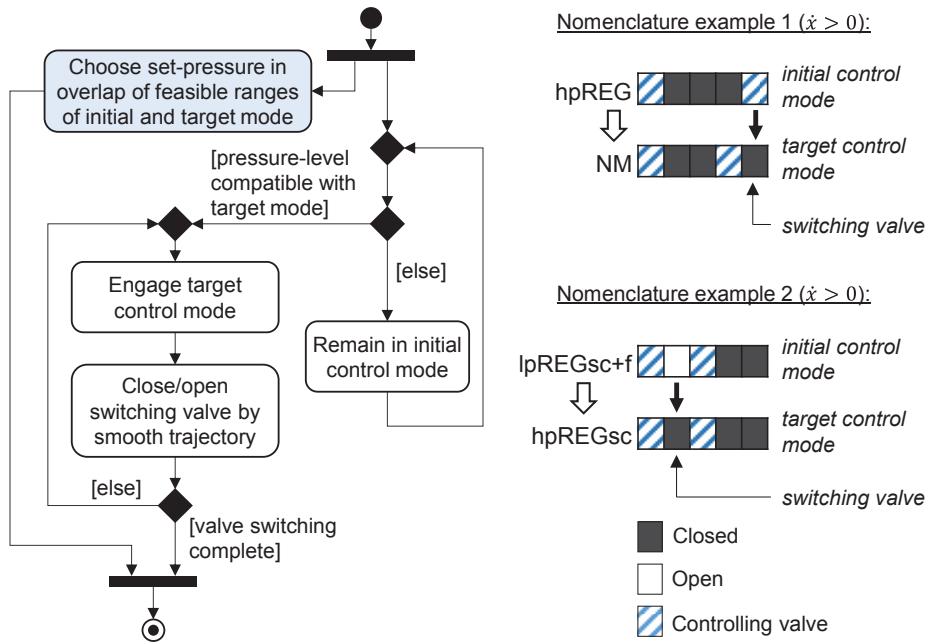 Choose set-pressure in
overlap of feasible ranges
of initial and target mode
[pressure-level
compatible with
target mode]
[else]
Engage target
control mode
Remain in initial
control mode
Close/open
switching valve by
smooth trajectory
[else]
[valve switching
complete]
Nomenclature example 1 (ẋ > 0):
hpREG
initial control
mode
NM
target control
mode
switching valve
Nomenclature example 2 (ẋ > 0):
lpREGsc+f
initial control
mode
hpREGsc
target control
mode
switching valve
Closed
Open
Controlling valve